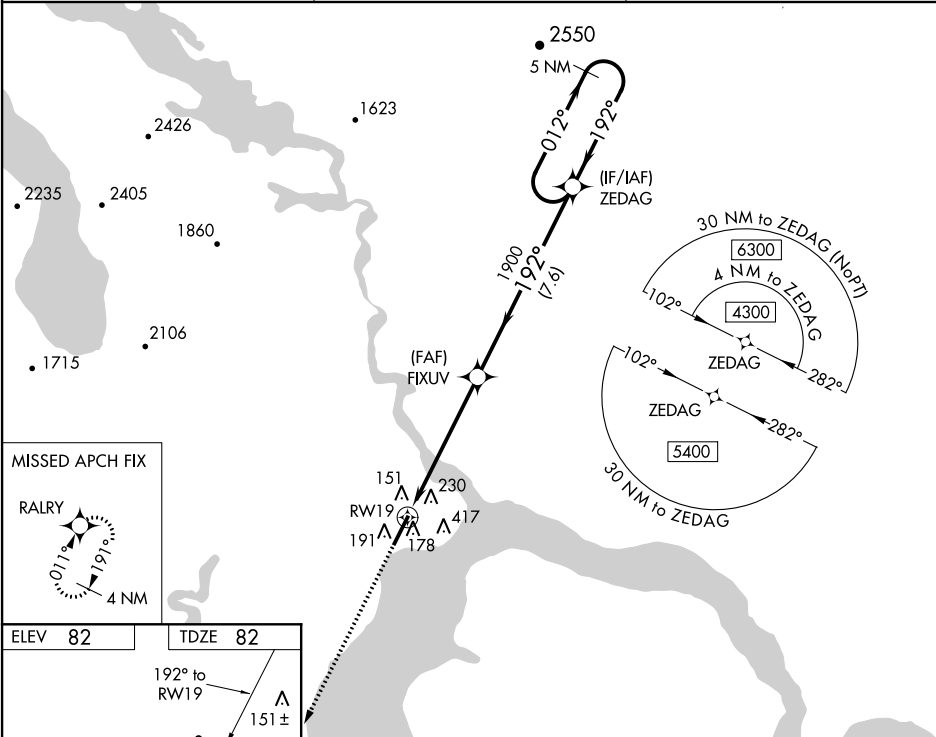 2550
5 NM
1623
2426
012°
192°
(IF/IAF)
ZEDAG
2235
2405
1860
30 NM to ZEDAG (NoPT)
6300
4 NM to ZEDAG
4300
1900
192°
(7.6)
102°
ZEDAG
282°
2106
1715
(FAF)
FIXUV
102°
ZEDAG
282°
5400
30 NM to ZEDAG
MISSED APCH FIX
RALRY
011°
191°
4 NM
151
230
RW19
417
191
178
ELEV 82
TDZE 82
192° to
RW19
151±